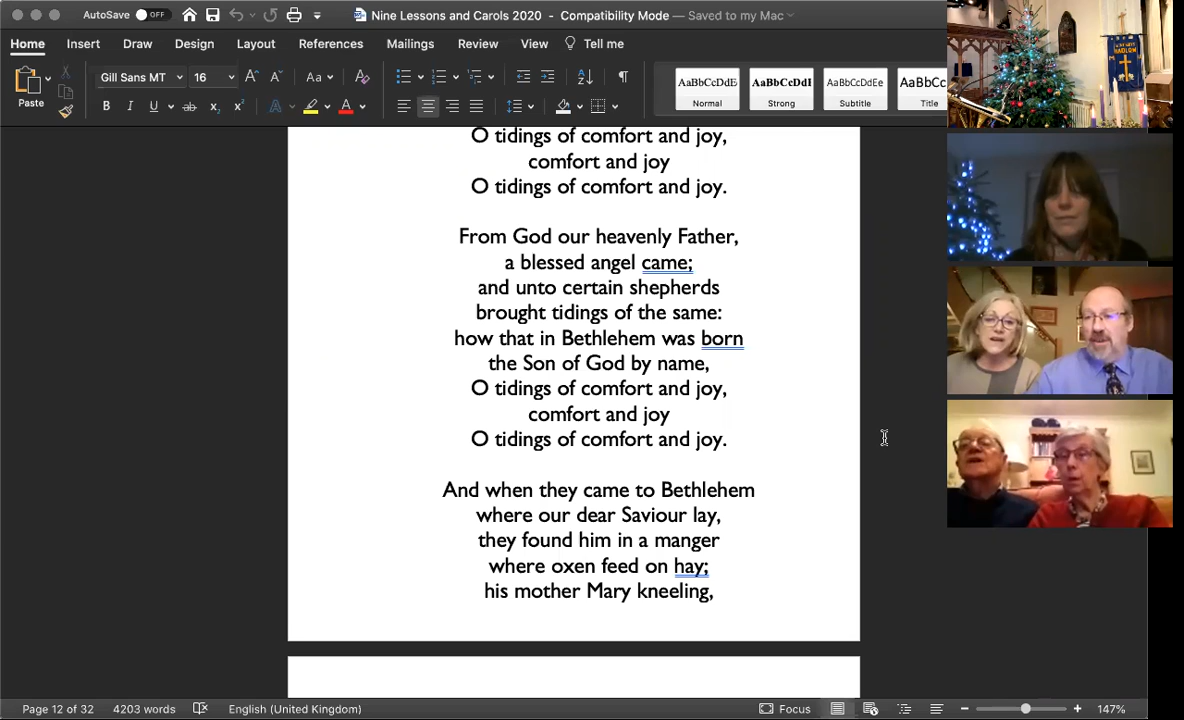 AutoSave OFF
Nine Lessons and Carols 2020 - Compatibility Mode — Saved to my Mac
Home Insert Draw Design Layout References Mailings Review View Tell me
Paste
Gill Sans MT 16
AaBbCcDdE AaBbCcDdI AaBbCcDdEe AaBbCc
Normal Strong Subtitle Title
O tidings of comfort and joy,
comfort and joy
O tidings of comfort and joy.
From God our heavenly Father,
a blessed angel came;
and unto certain shepherds
brought tidings of the same:
how that in Bethlehem was born
the Son of God by name,
O tidings of comfort and joy,
comfort and joy
O tidings of comfort and joy.
And when they came to Bethlehem
where our dear Saviour lay,
they found him in a manger
where oxen feed on hay;
his mother Mary kneeling,
Page 12 of 32 4203 words English (United Kingdom) Focus 147%
HADLOW